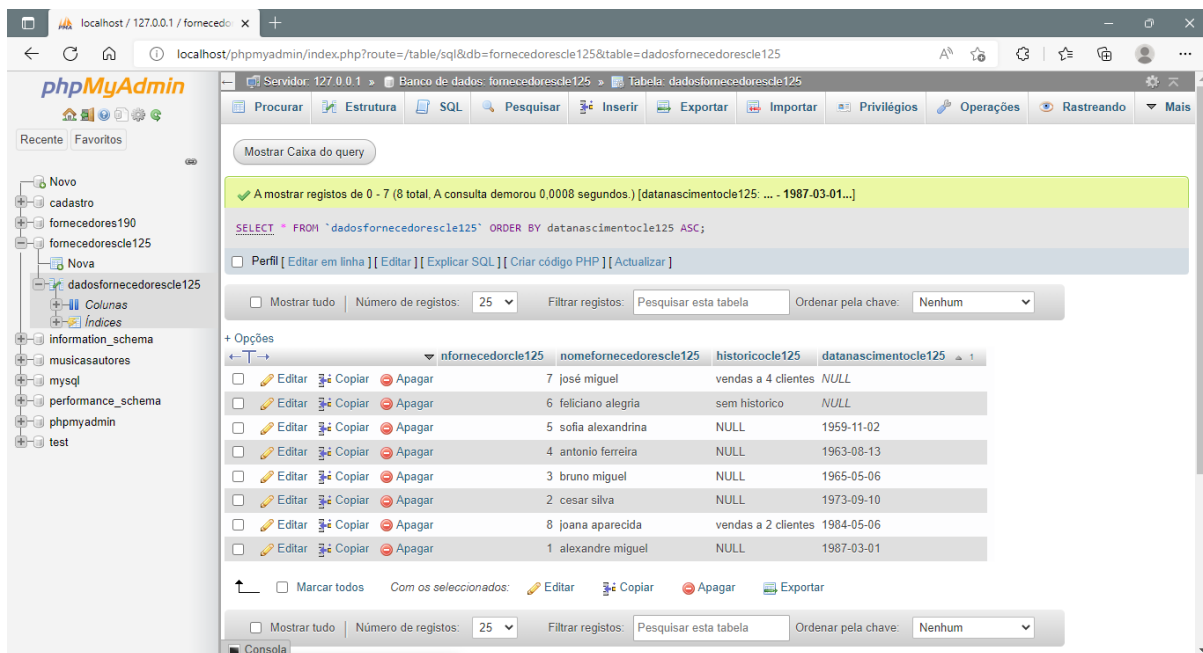 localhost / 127.0.0.1 / fornecedo
localhost/phpmyadmin/index.php?route=/table/sql&db=fornecedorescle125&table=dadosfornecedorescle125
phpMyAdmin
Recente Favoritos
Novo
cadastro
fornecedores190
fornecedorescle125
Nova
dadosfornecedorescle125
Colunas
Índices
information_schema
musicasautores
mysql
performance_schema
phpmyadmin
test
Servidor: 127.0.0.1 » Banco de dados: fornecedorescle125 » Tabela: dadosfornecedorescle125
Procurar Estrutura SQL Pesquisar Inserir Exportar Importar Privilégios Operações Rastreando Mais
Mostrar Caixa do query
A mostrar registos de 0 - 7 (8 total, A consulta demorou 0,0008 segundos.) [datanascimentocle125: ... - 1987-03-01...]
SELECT * FROM `dadosfornecedorescle125` ORDER BY datanascimentocle125 ASC;
Perfil [ Editar em linha ] [ Editar ] [ Explicar SQL ] [ Criar código PHP ] [ Actualizar ]
Mostrar tudo | Número de registos: 25 Filtrar registos: Pesquisar esta tabela Ordenar pela chave: Nenhum
+ Opções
←T→ nfornecedorcle125 nomefornecedorescle125 historicocle125 datanascimentocle125 1
Editar Copiar Apagar 7 josé miguel vendas a 4 clientes NULL
Editar Copiar Apagar 6 feliciano alegria sem historico NULL
Editar Copiar Apagar 5 sofia alexandrina NULL 1959-11-02
Editar Copiar Apagar 4 antonio ferreira NULL 1963-08-13
Editar Copiar Apagar 3 bruno miguel NULL 1965-05-06
Editar Copiar Apagar 2 cesar silva NULL 1973-09-10
Editar Copiar Apagar 8 joana aparecida vendas a 2 clientes 1984-05-06
Editar Copiar Apagar 1 alexandre miguel NULL 1987-03-01
Marcar todos Com os seleccionados: Editar Copiar Apagar Exportar
Mostrar tudo | Número de registos: 25 Filtrar registos: Pesquisar esta tabela Ordenar pela chave: Nenhum
Consola